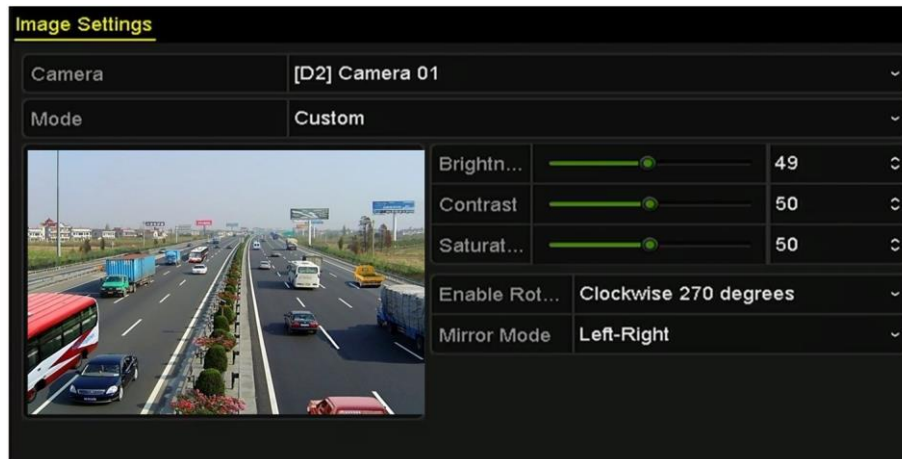 Image Settings
Camera [D2] Camera 01
Mode Custom
Brightn... 49
Contrast 50
Saturat... 50
Enable Rot... Clockwise 270 degrees
Mirror Mode Left-Right